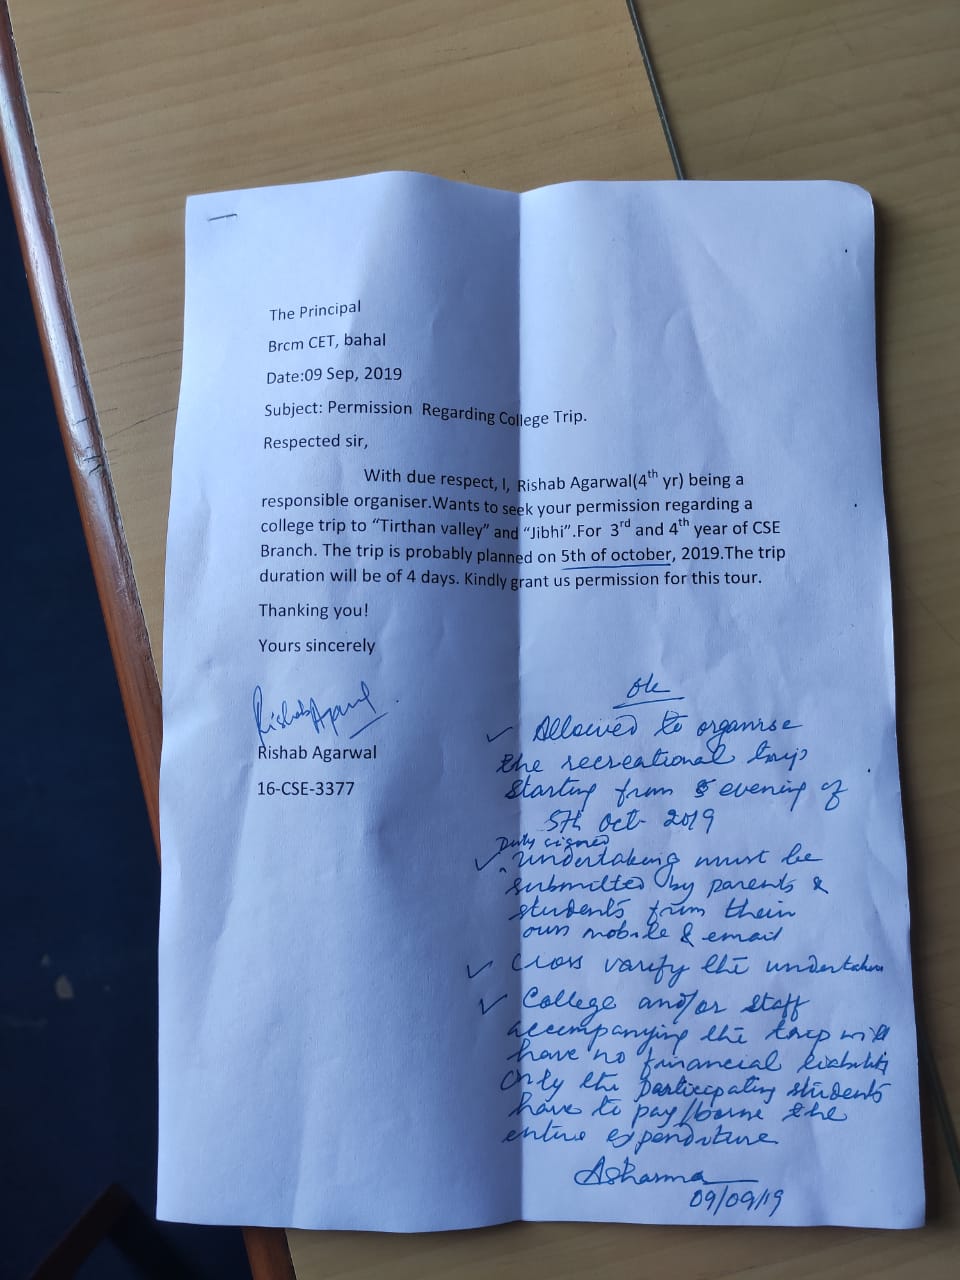 The Principal
Brcm CET, bahal
Date:09 Sep, 2019
Subject: Permission Regarding College Trip.
Respected sir,
With due respect, I, Rishab Agarwal(4th yr) being a
responsible organiser.Wants to seek your permission regarding a
college trip to “Tirthan valley” and “Jibhi”.For 3rd and 4th year of CSE
Branch. The trip is probably planned on 5th of october, 2019.The trip
duration will be of 4 days. Kindly grant us permission for this tour.
Thanking you!
Yours sincerely
Rishab Agarwal
Rishab Agarwal
16-CSE-3377
Ok
✓ Allowed to organise
the recreational trip
starting from evening of
5th Oct 2019
Duly signed
✓ undertaking must be
submitted by parents &
students from their
own mobile & email
✓ Cross varify the undertaken
✓ College and/or staff
accompanying the trip will
have no financial liability
only the participating students
have to pay/borne the
entire expenditure
ASharma
09/09/19